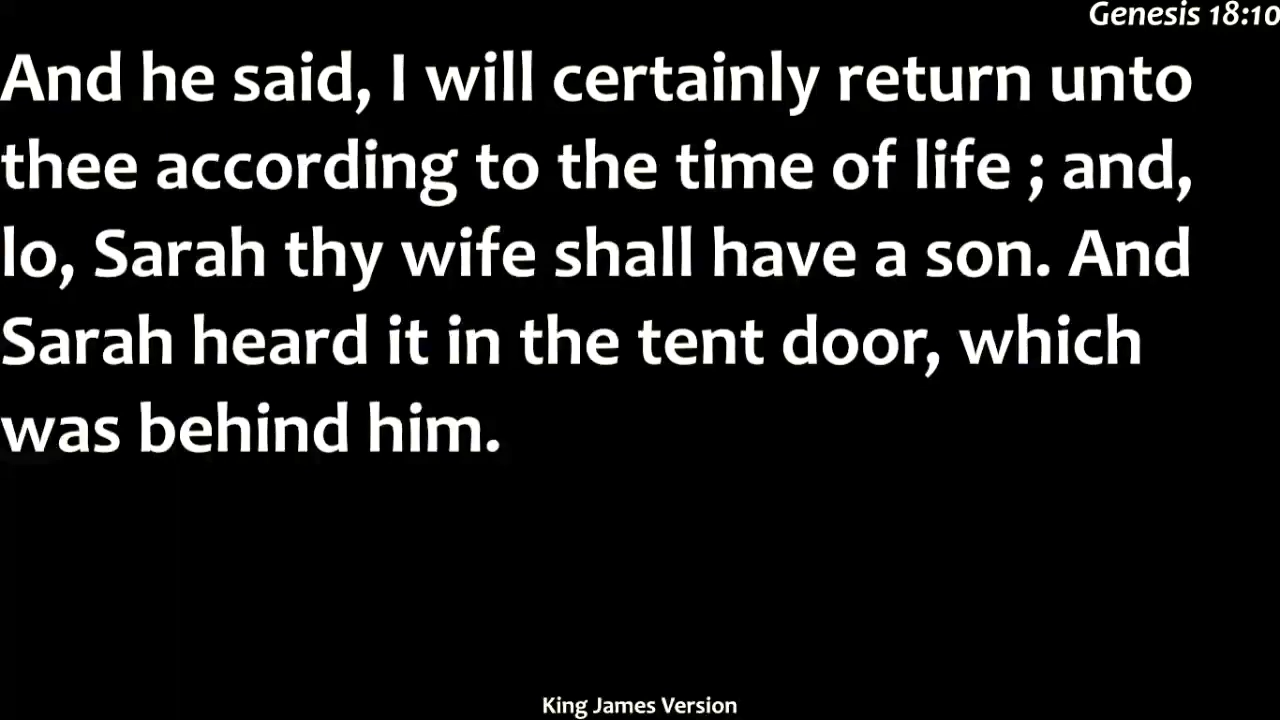 Genesis 18:10
And he said, I will certainly return unto
thee according to the time of life ; and,
lo, Sarah thy wife shall have a son. And
Sarah heard it in the tent door, which
was behind him.
King James Version